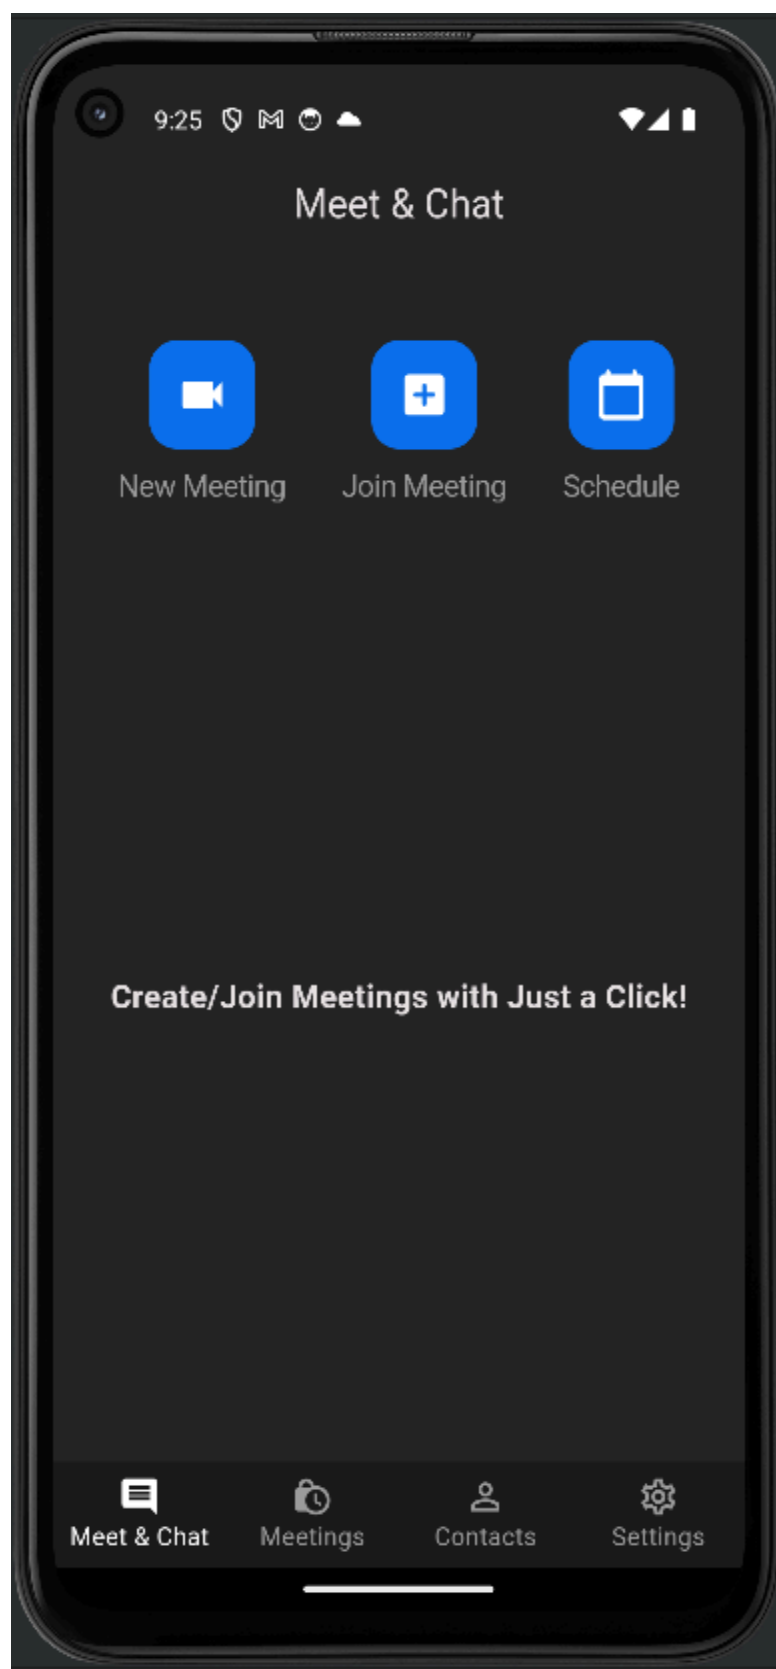 9:25
Meet & Chat
New Meeting Join Meeting Schedule
Create/Join Meetings with Just a Click!
Meet & Chat Meetings Contacts Settings